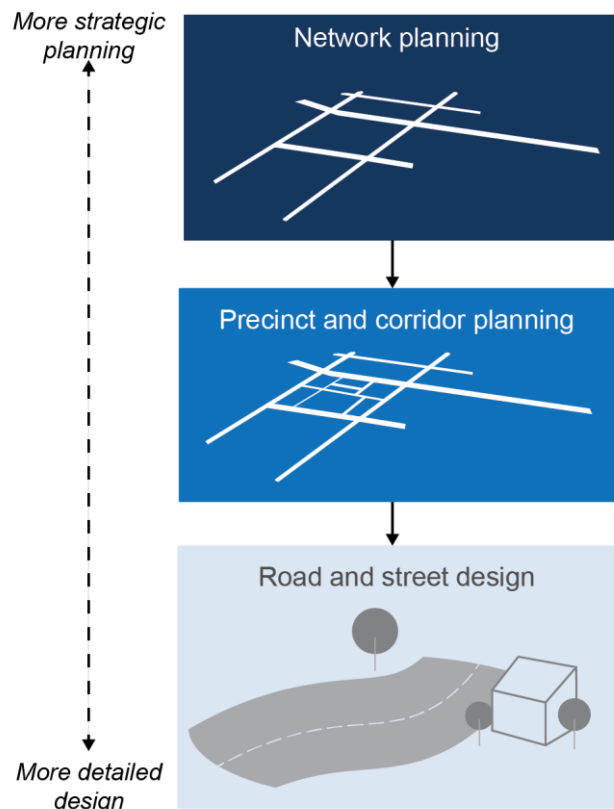 More strategic
planning
Network planning
Precinct and corridor planning
Road and street design
More detailed
design